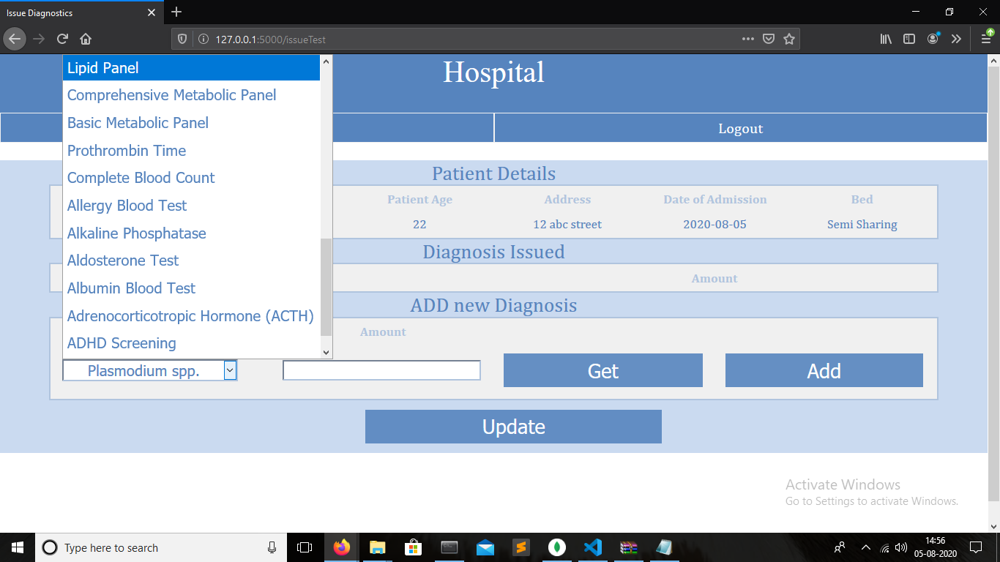 Issue Diagnostics
127.0.0.1:5000/issueTest
Hospital
Logout
Lipid Panel
Comprehensive Metabolic Panel
Basic Metabolic Panel
Prothrombin Time
Complete Blood Count
Allergy Blood Test
Alkaline Phosphatase
Aldosterone Test
Albumin Blood Test
Adrenocorticotropic Hormone (ACTH)
ADHD Screening
Patient Details
Patient Age Address Date of Admission Bed
22 12 abc street 2020-08-05 Semi Sharing
Diagnosis Issued
Amount
ADD new Diagnosis
Amount
Plasmodium spp. Get Add
Update
Activate Windows
Go to Settings to activate Windows.
Type here to search
14:56
05-08-2020